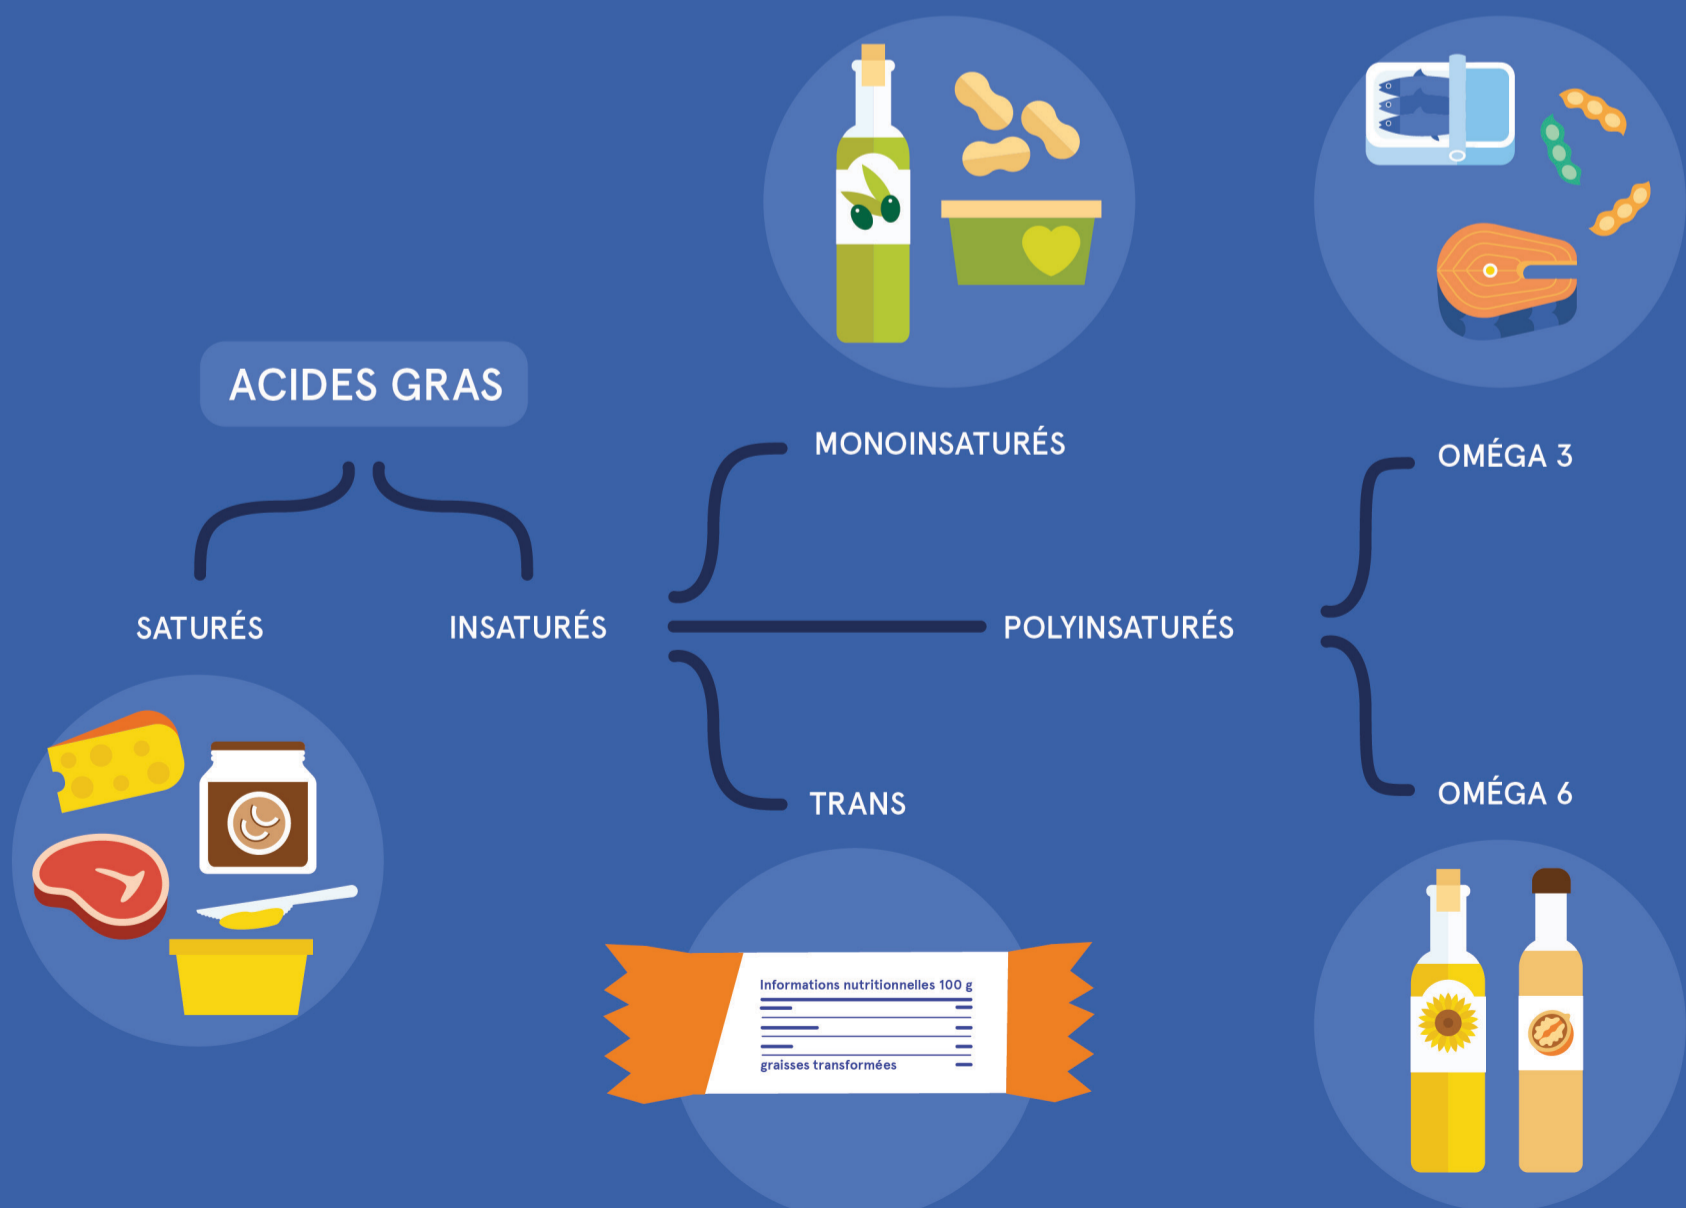 ACIDES GRAS
SATURÉS
INSATURÉS
MONOINSATURÉS
POLYINSATURÉS
TRANS
OMÉGA 3
OMÉGA 6
Informations nutritionnelles 100 g
graisses transformées